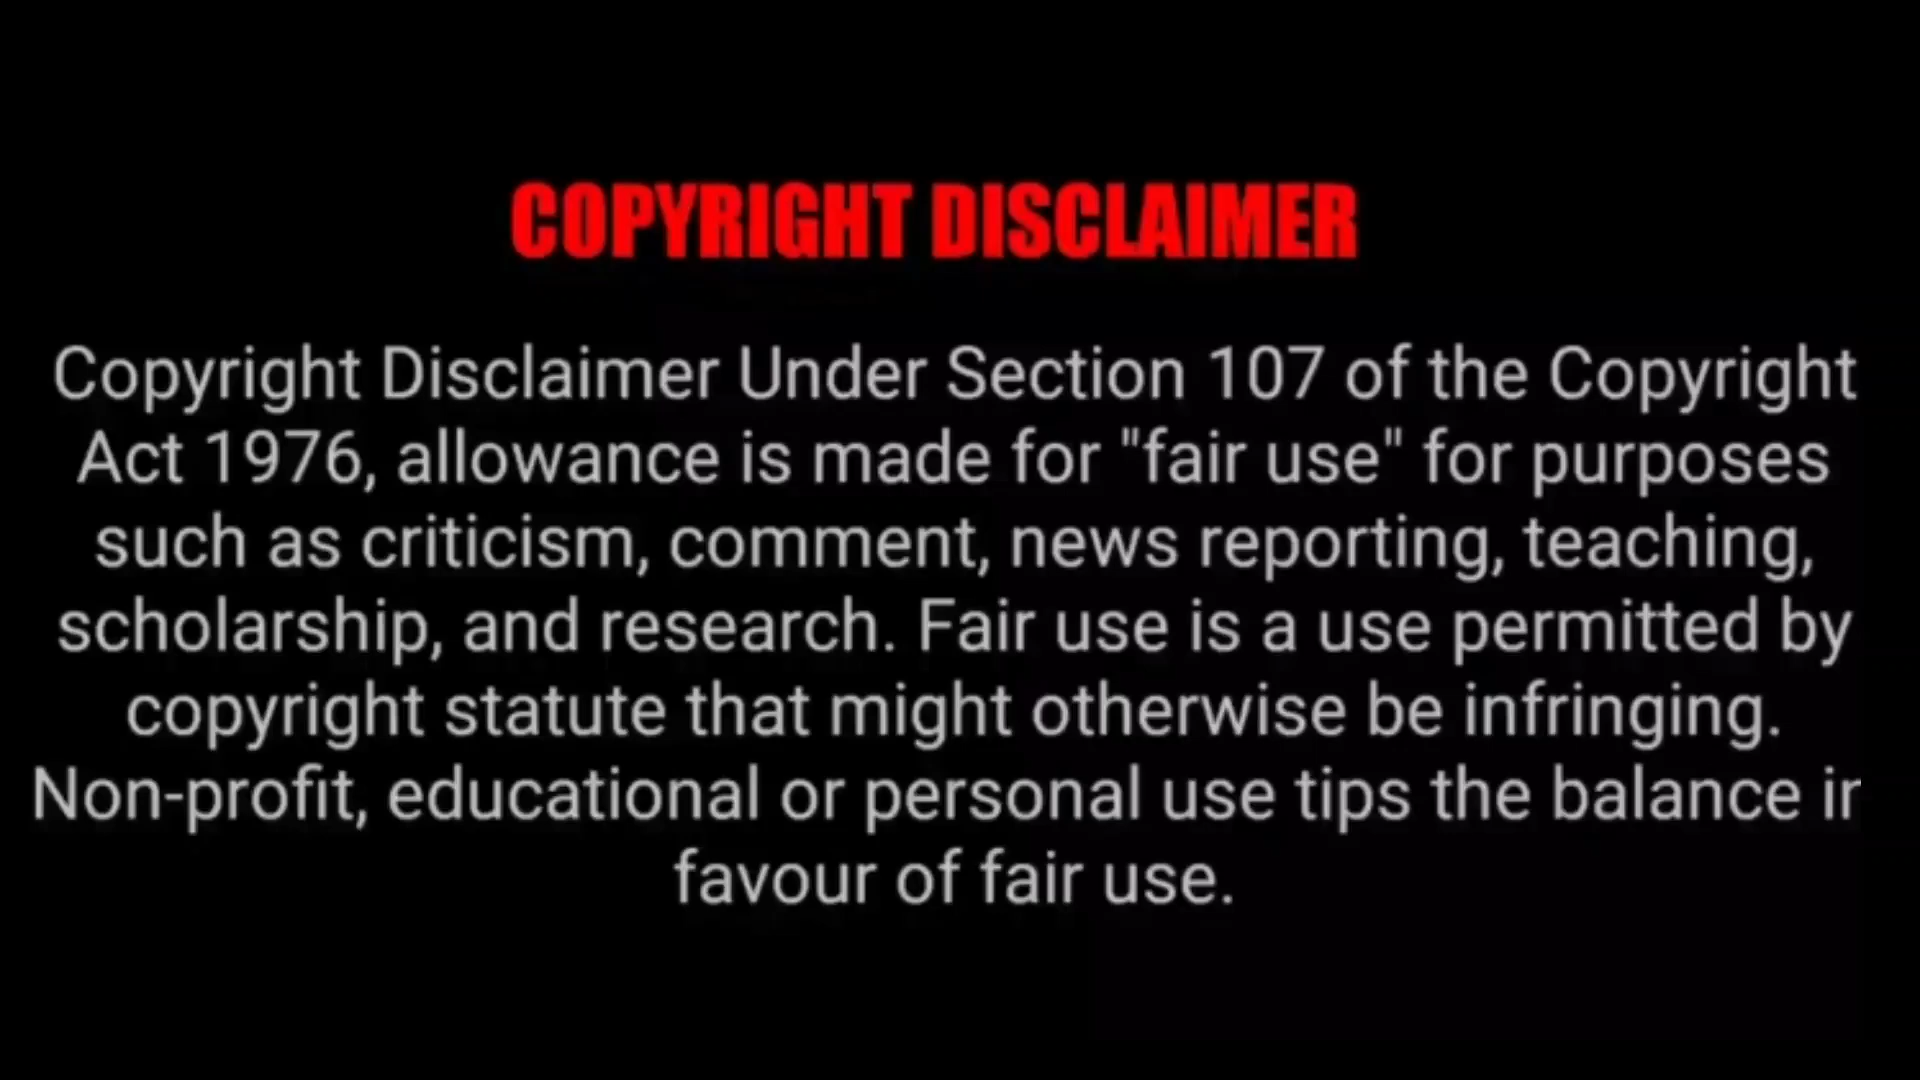 COPYRIGHT DISCLAIMER
Copyright Disclaimer Under Section 107 of the Copyright
Act 1976, allowance is made for "fair use" for purposes
such as criticism, comment, news reporting, teaching,
scholarship, and research. Fair use is a use permitted by
copyright statute that might otherwise be infringing.
Non-profit, educational or personal use tips the balance in
favour of fair use.